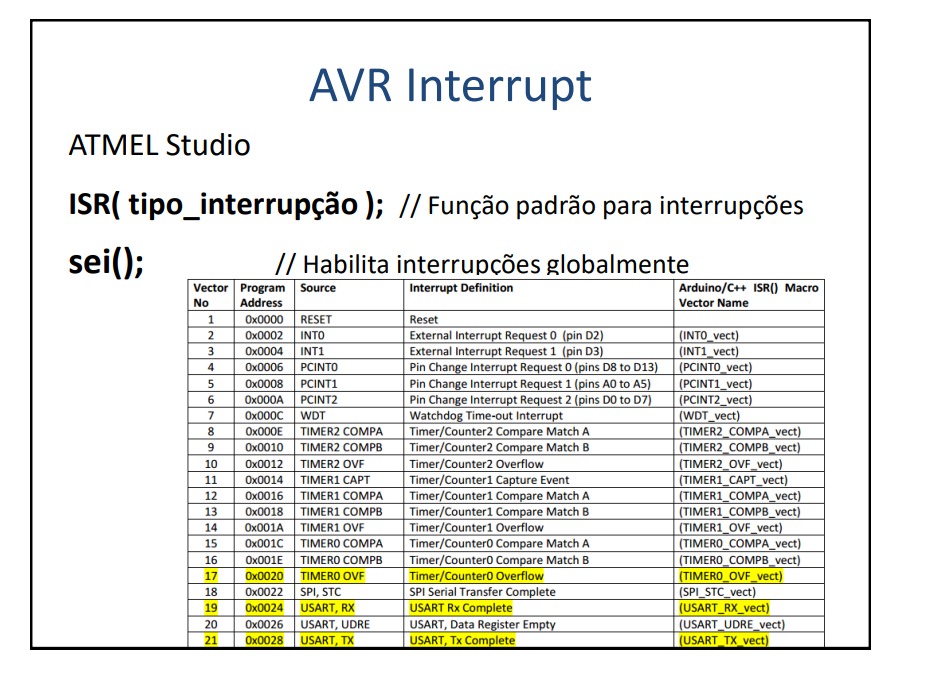 AVR Interrupt
ATMEL Studio
ISR( tipo_interrupção ); // Função padrão para interrupções
sei(); // Habilita interrupções globalmente
Vector No Program Address Source Interrupt Definition Arduino/C++ ISR() Macro Vector Name
1 0x0000 RESET Reset
2 0x0002 INT0 External Interrupt Request 0 (pin D2) (INT0_vect)
3 0x0004 INT1 External Interrupt Request 1 (pin D3) (INT1_vect)
4 0x0006 PCINT0 Pin Change Interrupt Request 0 (pins D8 to D13) (PCINT0_vect)
5 0x0008 PCINT1 Pin Change Interrupt Request 1 (pins A0 to A5) (PCINT1_vect)
6 0x000A PCINT2 Pin Change Interrupt Request 2 (pins D0 to D7) (PCINT2_vect)
7 0x000C WDT Watchdog Time-out Interrupt (WDT_vect)
8 0x000E TIMER2 COMPA Timer/Counter2 Compare Match A (TIMER2_COMPA_vect)
9 0x0010 TIMER2 COMPB Timer/Counter2 Compare Match B (TIMER2_COMPB_vect)
10 0x0012 TIMER2 OVF Timer/Counter2 Overflow (TIMER2_OVF_vect)
11 0x0014 TIMER1 CAPT Timer/Counter1 Capture Event (TIMER1_CAPT_vect)
12 0x0016 TIMER1 COMPA Timer/Counter1 Compare Match A (TIMER1_COMPA_vect)
13 0x0018 TIMER1 COMPB Timer/Counter1 Compare Match B (TIMER1_COMPB_vect)
14 0x001A TIMER1 OVF Timer/Counter1 Overflow (TIMER1_OVF_vect)
15 0x001C TIMER0 COMPA Timer/Counter0 Compare Match A (TIMER0_COMPA_vect)
16 0x001E TIMER0 COMPB Timer/Counter0 Compare Match B (TIMER0_COMPB_vect)
17 0x0020 TIMER0 OVF Timer/Counter0 Overflow (TIMER0_OVF_vect)
18 0x0022 SPI, STC SPI Serial Transfer Complete (SPI_STC_vect)
19 0x0024 USART, RX USART Rx Complete (USART_RX_vect)
20 0x0026 USART, UDRE USART, Data Register Empty (USART_UDRE_vect)
21 0x0028 USART, TX USART, Tx Complete (USART_TX_vect)